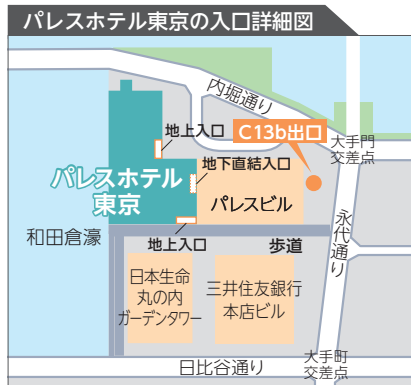 パレスホテル東京の入口詳細図
内堀通り
地上入口
C13b出口
大手門
交差点
地下直結入口
パレスホテル
東京
パレスビル
永代通り
和田倉濠
地上入口
歩道
日本生命
丸の内
ガーデンタワー
三井住友銀行
本店ビル
日比谷通り
大手町
交差点